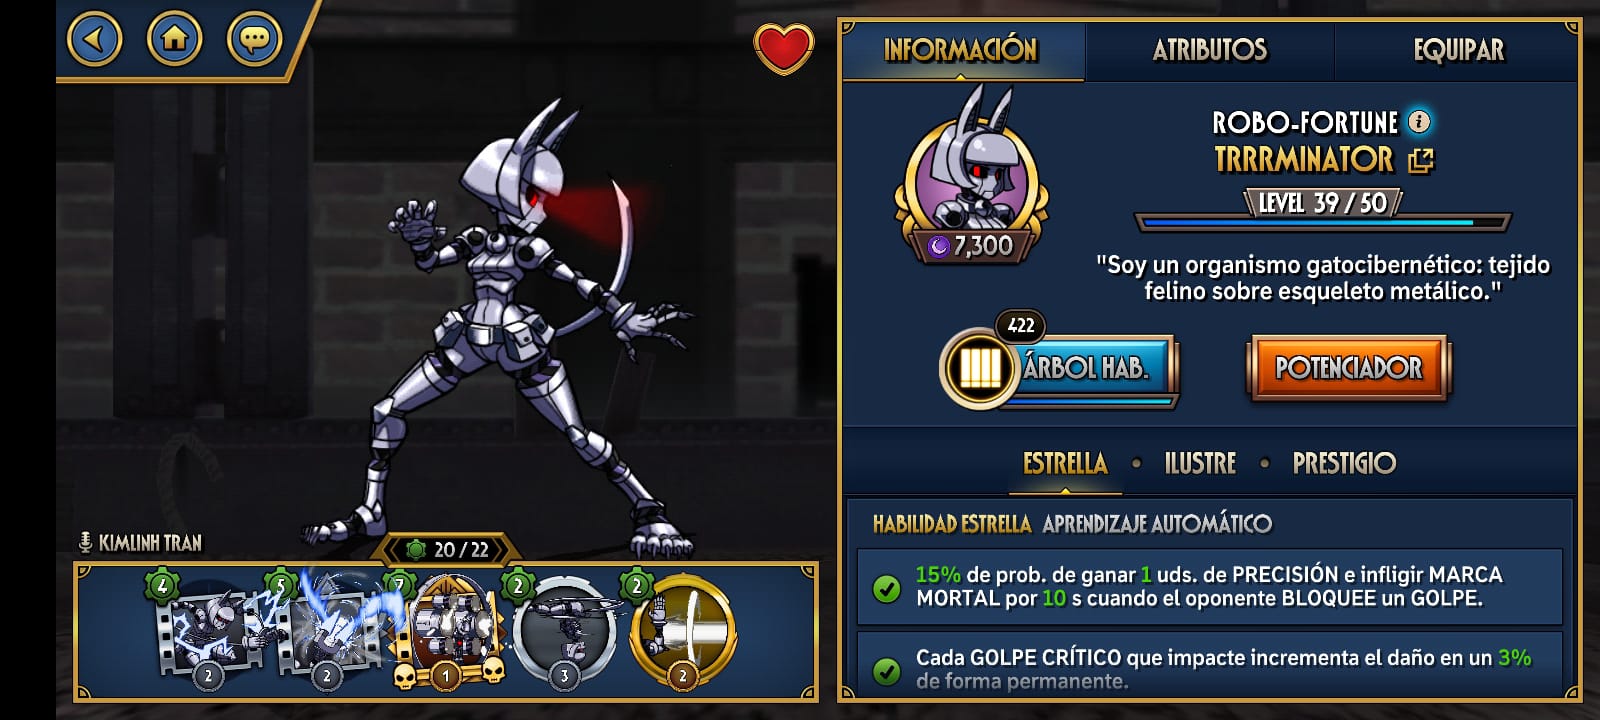 INFORMACIÓN
ATRIBUTOS
EQUIPAR
ROBO-FORTUNE
TRRRMINATOR
LEVEL 39 / 50
7,300
"Soy un organismo gatocibernético: tejido
felino sobre esqueleto metálico."
422
ÁRBOL HAB.
POTENCIADOR
ESTRELLA • ILUSTRE • PRESTIGIO
HABILIDAD ESTRELLA APRENDIZAJE AUTOMÁTICO
15% de prob. de ganar 1 uds. de PRECISIÓN e infligir MARCA
MORTAL por 10 s cuando el oponente BLOQUEE un GOLPE.
Cada GOLPE CRÍTICO que impacte incrementa el daño en un 3%
de forma permanente.
KIMLINH TRAN
20 / 22
4 5 7 2 2
2 2 1 3 2